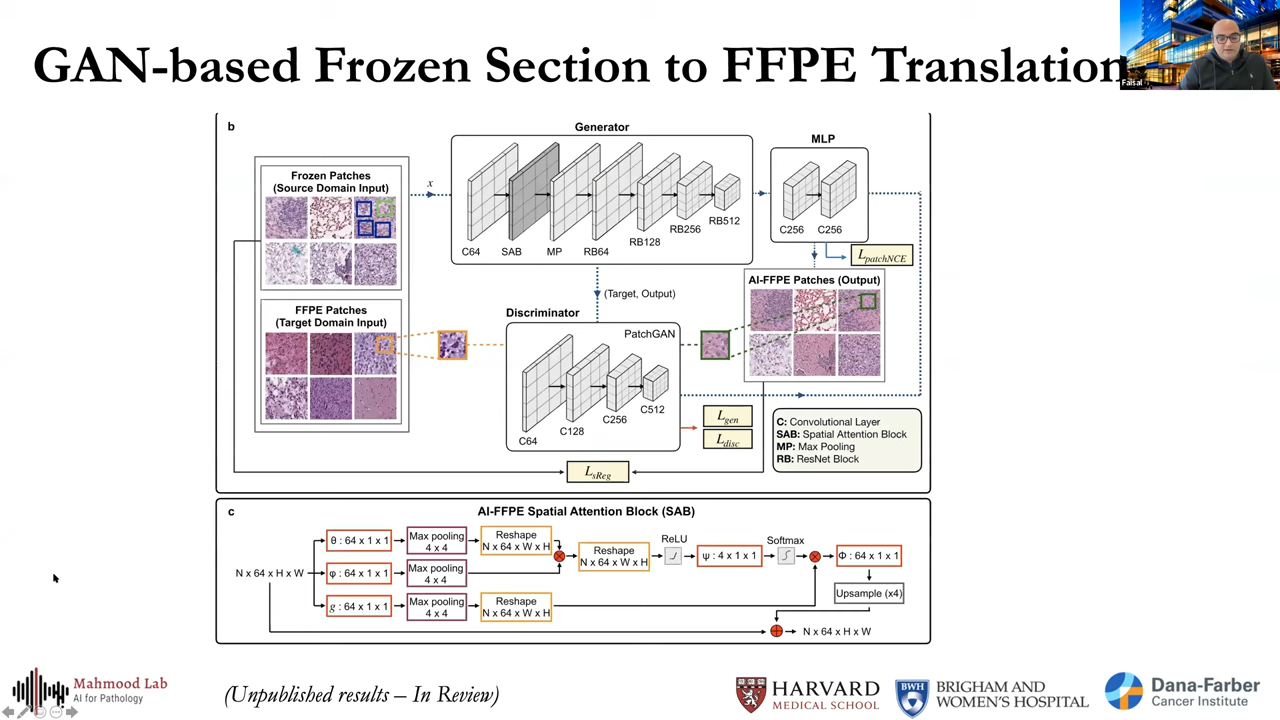 GAN-based Frozen Section to FFPE Translation
Faisal
b
Generator
MLP
Frozen Patches
(Source Domain Input)
x
C64
SAB
MP
RB64
RB128
RB256
RB512
C256
C256
L_patchNCE
(Target, Output)
AI-FFPE Patches (Output)
FFPE Patches
(Target Domain Input)
Discriminator
PatchGAN
C64
C128
C256
C512
L_gen
L_disc
L_sReg
C: Convolutional Layer
SAB: Spatial Attention Block
MP: Max Pooling
RB: ResNet Block
c
AI-FFPE Spatial Attention Block (SAB)
N x 64 x H x W
θ : 64 x 1 x 1
Max pooling
4 x 4
Reshape
N x 64 x W x H
φ : 64 x 1 x 1
Max pooling
4 x 4
g : 64 x 1 x 1
Max pooling
4 x 4
Reshape
N x 64 x W x H
Reshape
N x 64 x W x H
ReLU
ψ : 4 x 1 x 1
Softmax
Φ : 64 x 1 x 1
Upsample (x4)
N x 64 x H x W
Mahmood Lab
AI for Pathology
(Unpublished results – In Review)
HARVARD
MEDICAL SCHOOL
BWH
BRIGHAM AND
WOMEN'S HOSPITAL
Dana-Farber
Cancer Institute